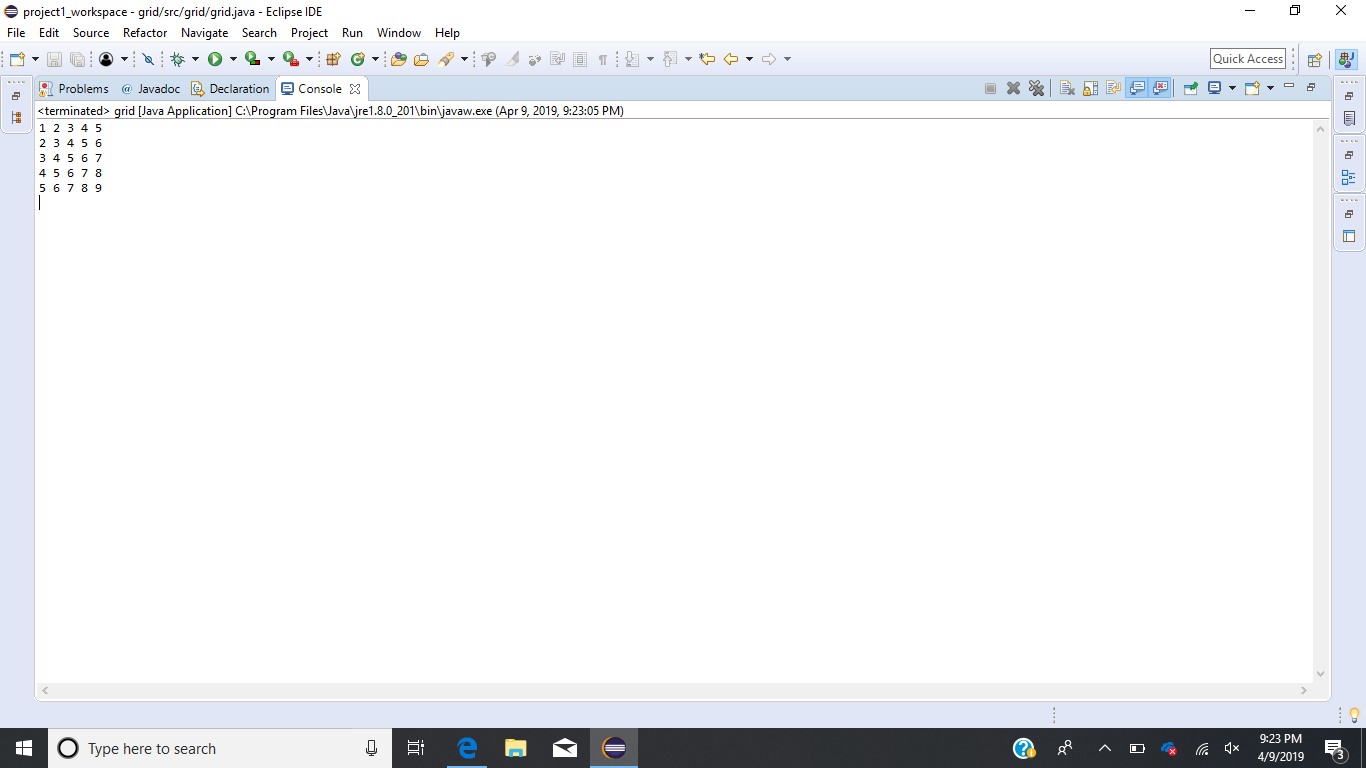 project1_workspace - grid/src/grid/grid.java - Eclipse IDE
File Edit Source Refactor Navigate Search Project Run Window Help
Quick Access
Problems @ Javadoc Declaration Console
<terminated> grid [Java Application] C:\Program Files\Java\jre1.8.0_201\bin\javaw.exe (Apr 9, 2019, 9:23:05 PM)
1 2 3 4 5
2 3 4 5 6
3 4 5 6 7
4 5 6 7 8
5 6 7 8 9
Type here to search
9:23 PM
4/9/2019
3